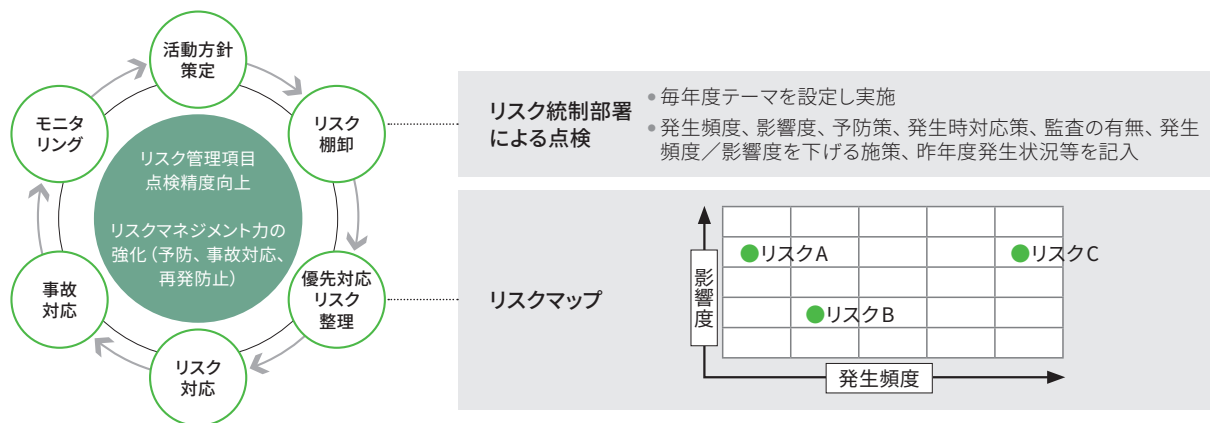 活動方針
策定
リスク
棚卸
優先対応
リスク
整理
リスク
対応
事故
対応
モニタ
リング
リスク管理項目
点検精度向上
リスクマネジメント力の
強化（予防、事故対応、
再発防止）
リスク統制部署
による点検
• 毎年度テーマを設定し実施
• 発生頻度、影響度、予防策、発生時対応策、監査の有無、発生
頻度／影響度を下げる施策、昨年度発生状況等を記入
リスクマップ
影響度
リスクA
リスクC
リスクB
発生頻度